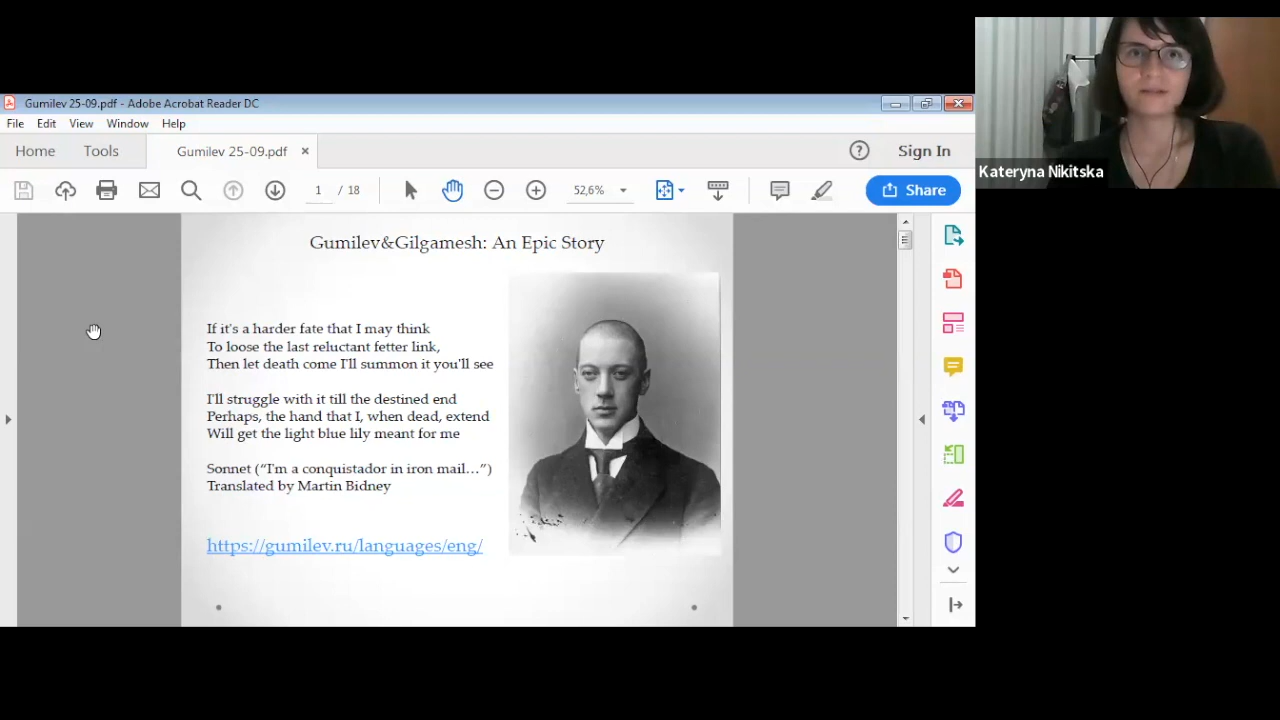 Gumilev 25-09.pdf - Adobe Acrobat Reader DC
File Edit View Window Help
Home Tools Gumilev 25-09.pdf × ? Sign In
1 / 18 52,6% Share
Kateryna Nikitska
Gumilev&Gilgamesh: An Epic Story
If it's a harder fate that I may think
To loose the last reluctant fetter link,
Then let death come I'll summon it you'll see
I'll struggle with it till the destined end
Perhaps, the hand that I, when dead, extend
Will get the light blue lily meant for me
Sonnet (“I'm a conquistador in iron mail…”)
Translated by Martin Bidney
https://gumilev.ru/languages/eng/